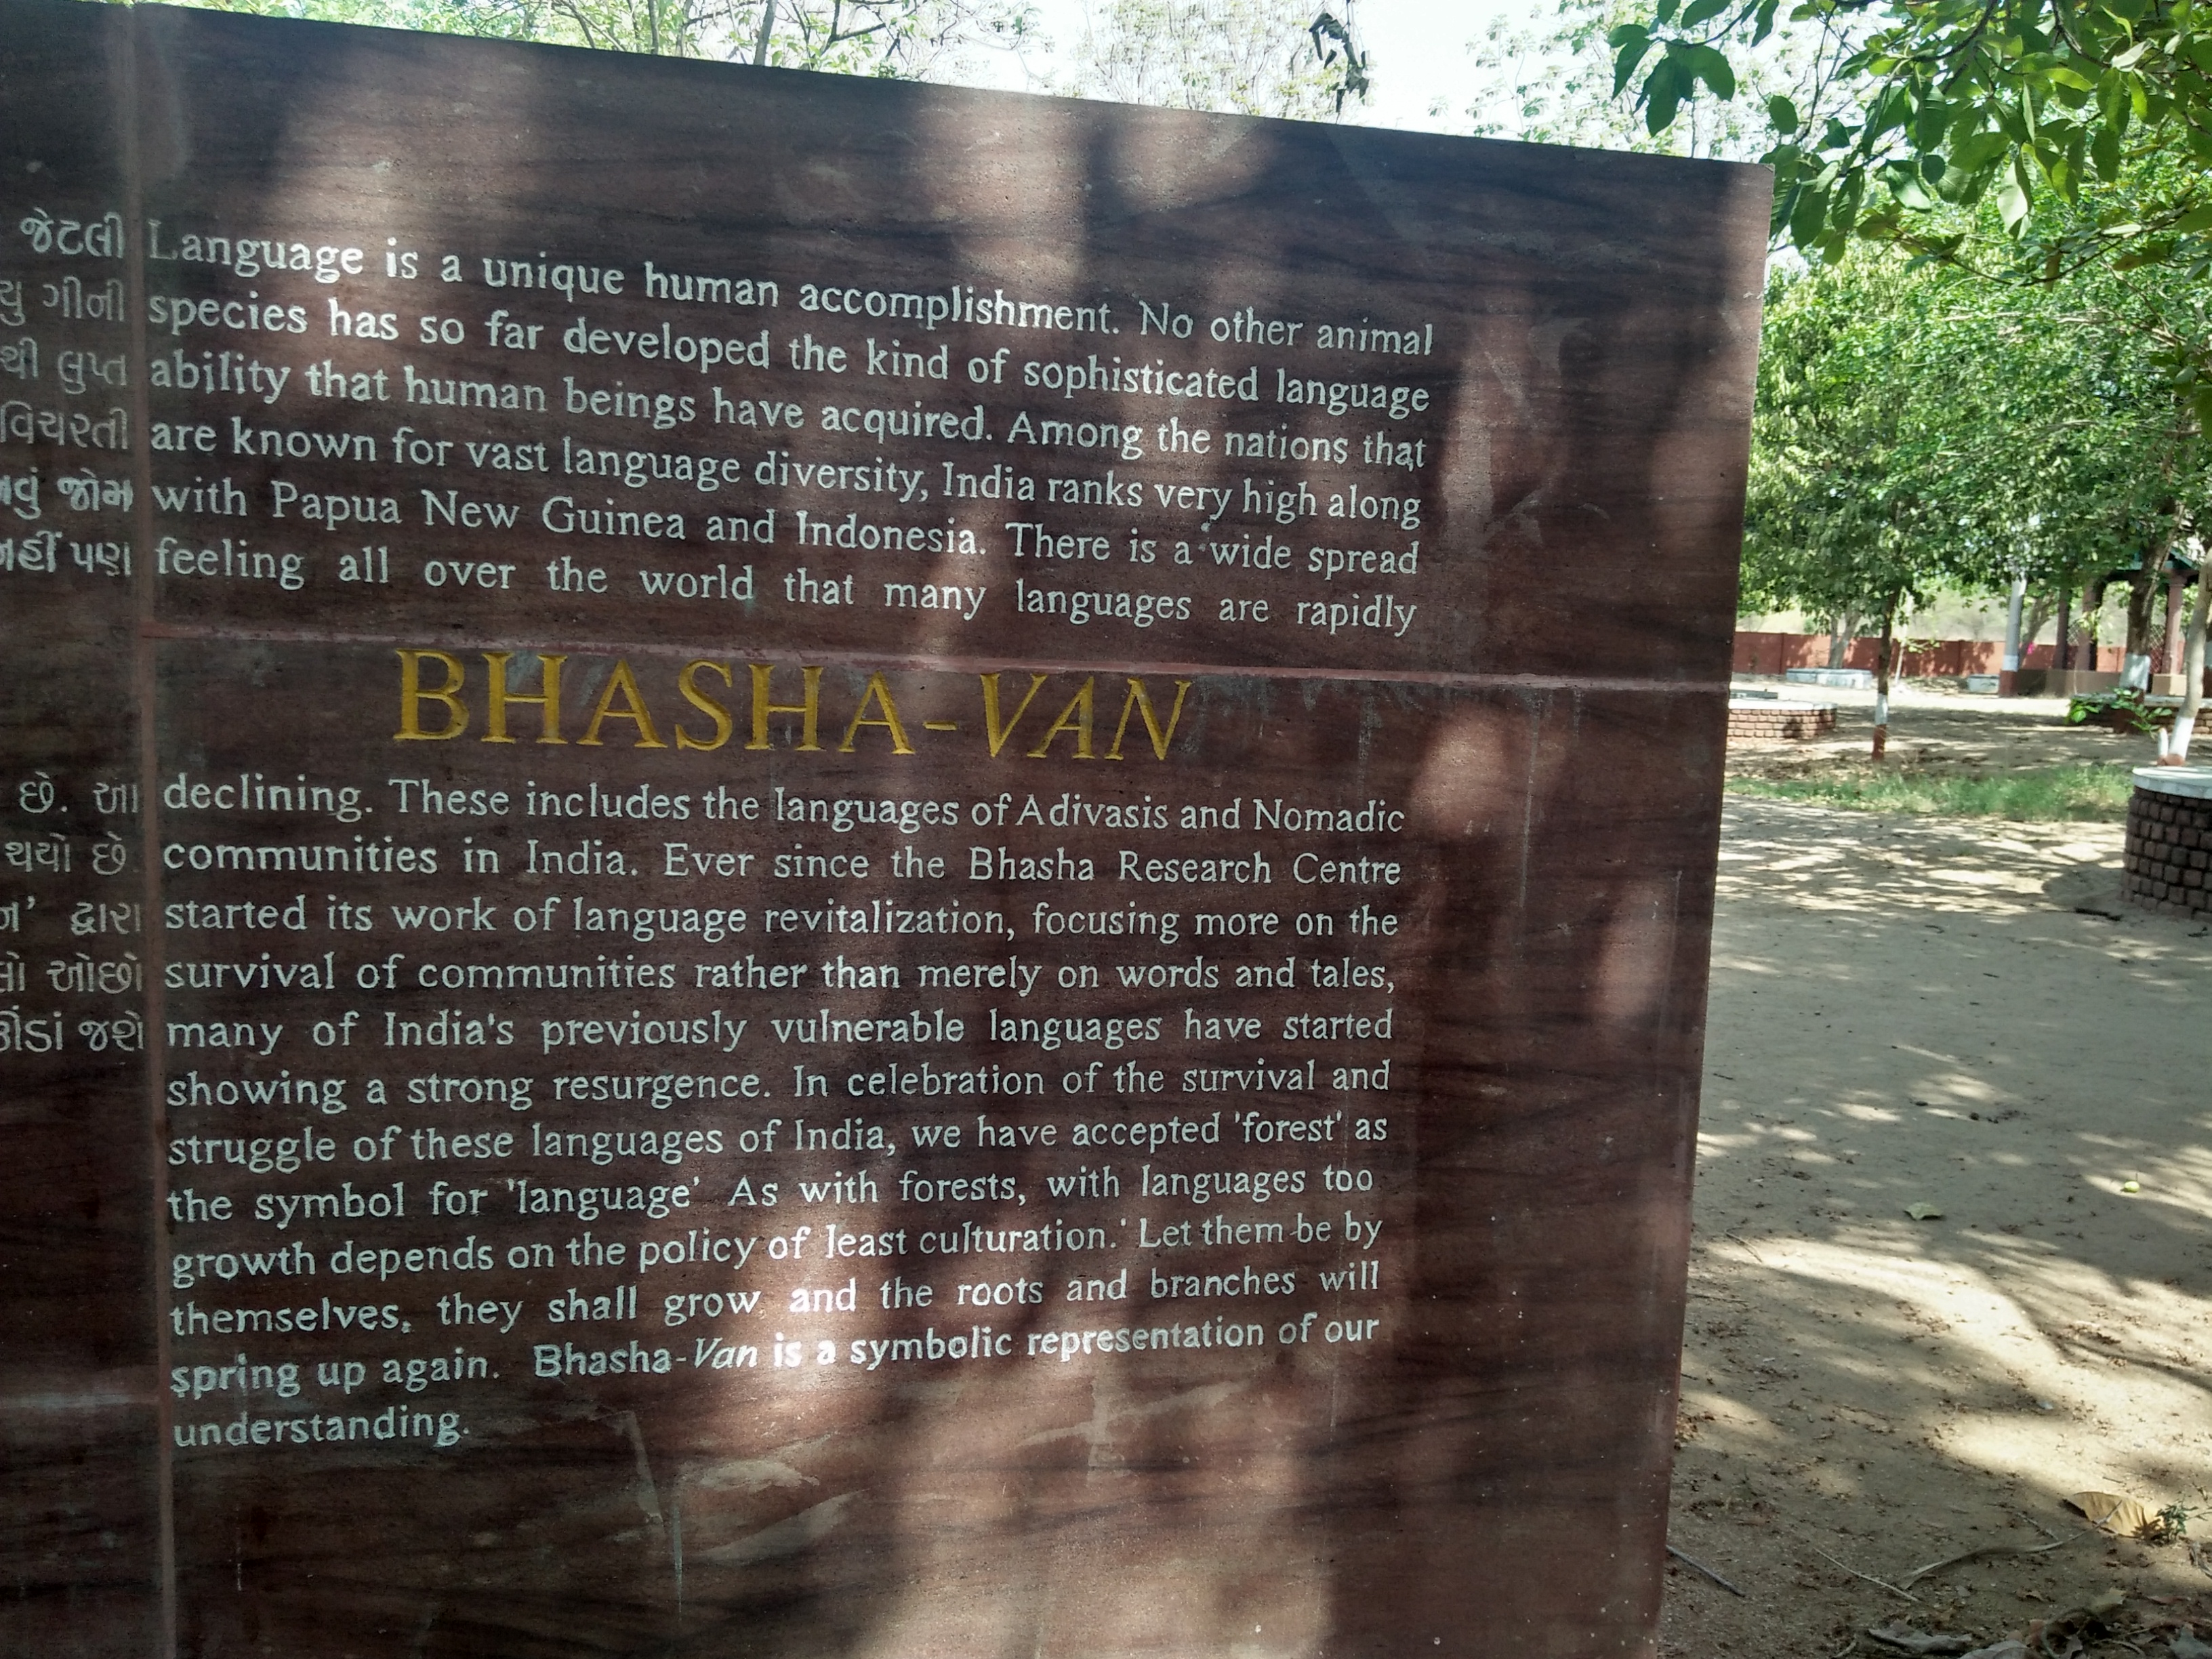 જેટલી
ગીની
થી લુપ્ત
વિચરતી
જોમ
પણ
છે. આ
થયો છે.
દ્વારા
ઓછો
જશે
Language is a unique human accomplishment. No other animal
species has so far developed the kind of sophisticated language
ability that human beings have acquired. Among the nations that
are known for vast language diversity, India ranks very high along
with Papua New Guinea and Indonesia. There is a wide spread
feeling all over the world that many languages are rapidly
BHASHA-VAN
declining. These includes the languages of Adivasis and Nomadic
communities in India. Ever since the Bhasha Research Centre
started its work of language revitalization, focusing more on the
survival of communities rather than merely on words and tales,
many of India's previously vulnerable languages have started
showing a strong resurgence. In celebration of the survival and
struggle of these languages of India, we have accepted 'forest' as
the symbol for 'language' As with forests, with languages too
growth depends on the policy of 'least culturation.' Let them be by
themselves, they shall grow, and the roots and branches will
spring up again. Bhasha-Van is a symbolic representation of our
understanding.